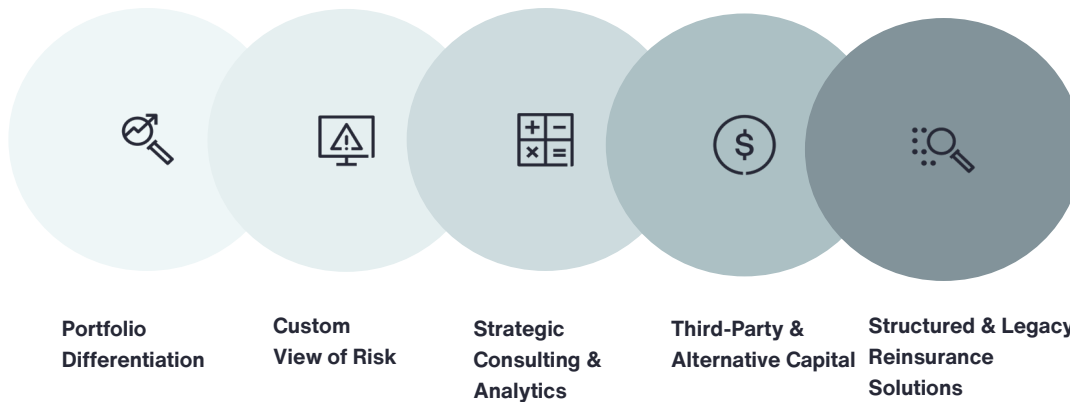 Portfolio
Differentiation
Custom
View of Risk
Strategic
Consulting &
Analytics
Third-Party &
Alternative Capital
Structured & Legacy
Reinsurance
Solutions